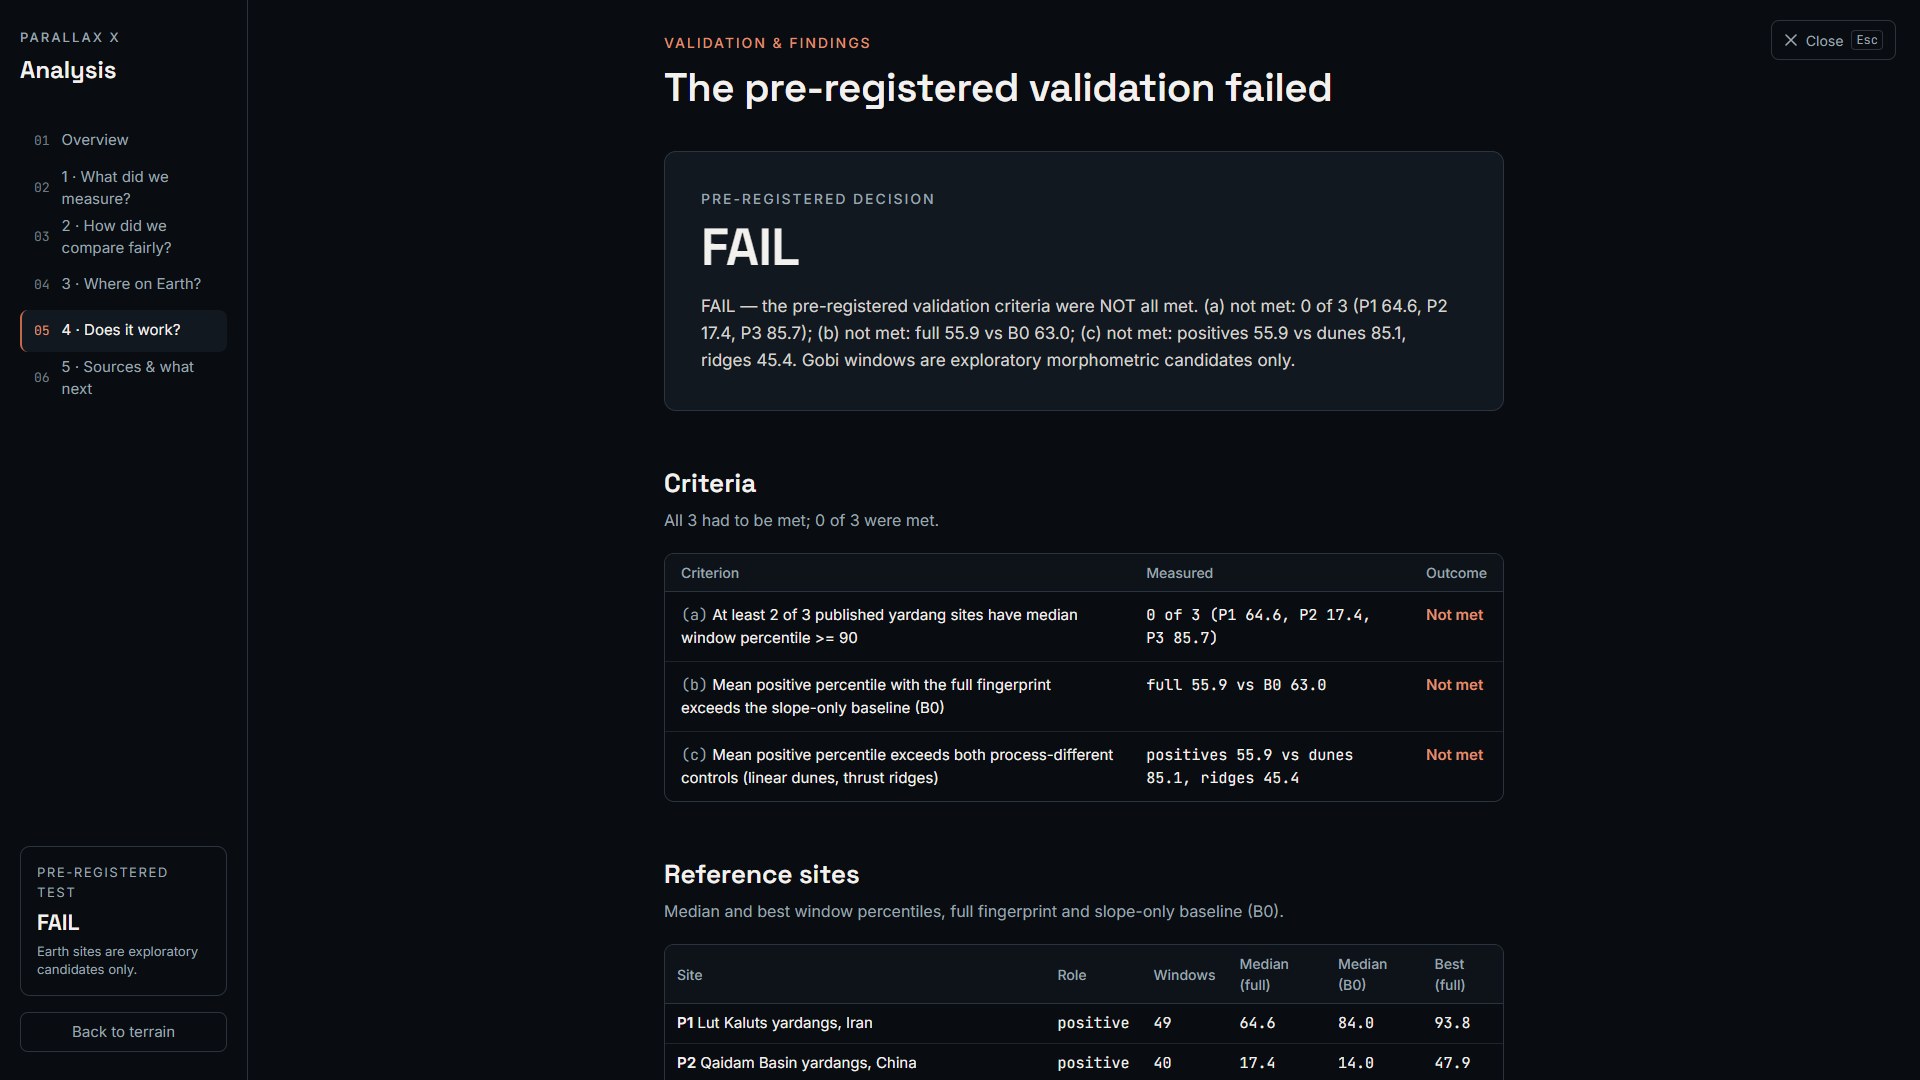 PARALLAX X
Analysis
01 Overview
02 1 · What did we
measure?
03 2 · How did we
compare fairly?
04 3 · Where on Earth?
05 4 · Does it work?
06 5 · Sources & what
next
PRE-REGISTERED
TEST
FAIL
Earth sites are exploratory
candidates only.
Back to terrain
Close Esc
VALIDATION & FINDINGS
The pre-registered validation failed
PRE-REGISTERED DECISION
FAIL
FAIL — the pre-registered validation criteria were NOT all met. (a) not met: 0 of 3 (P1 64.6, P2
17.4, P3 85.7); (b) not met: full 55.9 vs B0 63.0; (c) not met: positives 55.9 vs dunes 85.1,
ridges 45.4. Gobi windows are exploratory morphometric candidates only.
Criteria
All 3 had to be met; 0 of 3 were met.
Criterion Measured Outcome
(a) At least 2 of 3 published yardang sites have median
window percentile >= 90
0 of 3 (P1 64.6, P2 17.4,
P3 85.7)
Not met
(b) Mean positive percentile with the full fingerprint
exceeds the slope-only baseline (B0)
full 55.9 vs B0 63.0
Not met
(c) Mean positive percentile exceeds both process-different
controls (linear dunes, thrust ridges)
positives 55.9 vs dunes
85.1, ridges 45.4
Not met
Reference sites
Median and best window percentiles, full fingerprint and slope-only baseline (B0).
Site Role Windows Median
(full) Median
(B0) Best
(full)
P1 Lut Kaluts yardangs, Iran positive 49 64.6 84.0 93.8
P2 Qaidam Basin yardangs, China positive 40 17.4 14.0 47.9